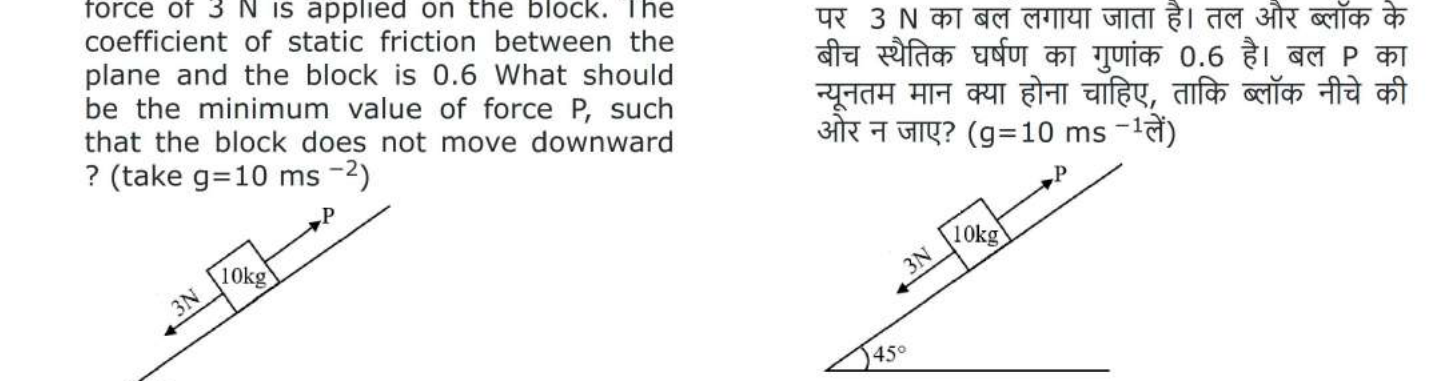 force of 3 N is applied on the block. The
coefficient of static friction between the
plane and the block is 0.6 What should
be the minimum value of force P, such
that the block does not move downward
? (take g=10 ms −2)
P
10kg
3N
पर 3 N का बल लगाया जाता है। तल और ब्लॉक के
बीच स्थैतिक घर्षण का गुणांक 0.6 है। बल P का
न्यूनतम मान क्या होना चाहिए, ताकि ब्लॉक नीचे की
ओर न जाए? (g=10 ms −1लें)
P
10kg
3N
45°